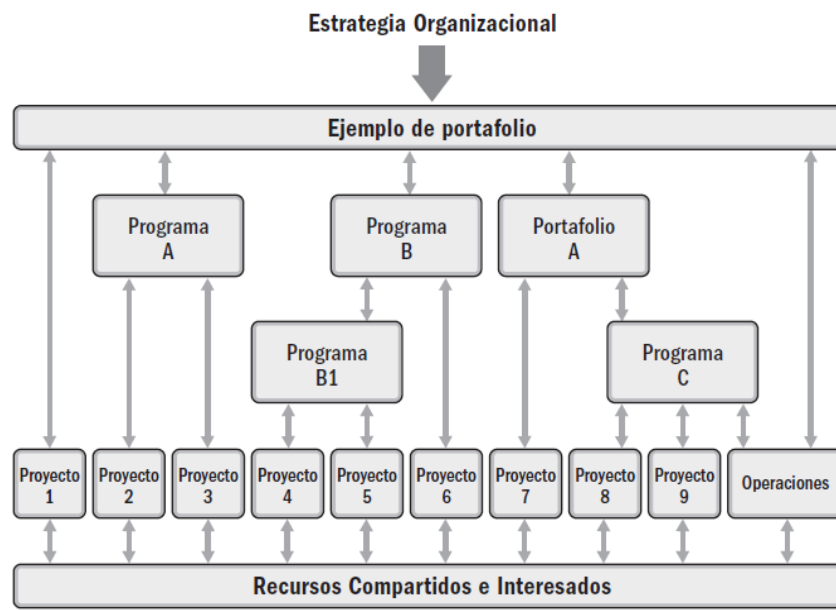 Estrategia Organizacional
Ejemplo de portafolio
Programa
A
Programa
B
Portafolio
A
Programa
B1
Programa
C
Proyecto
1
Proyecto
2
Proyecto
3
Proyecto
4
Proyecto
5
Proyecto
6
Proyecto
7
Proyecto
8
Proyecto
9
Operaciones
Recursos Compartidos e Interesados